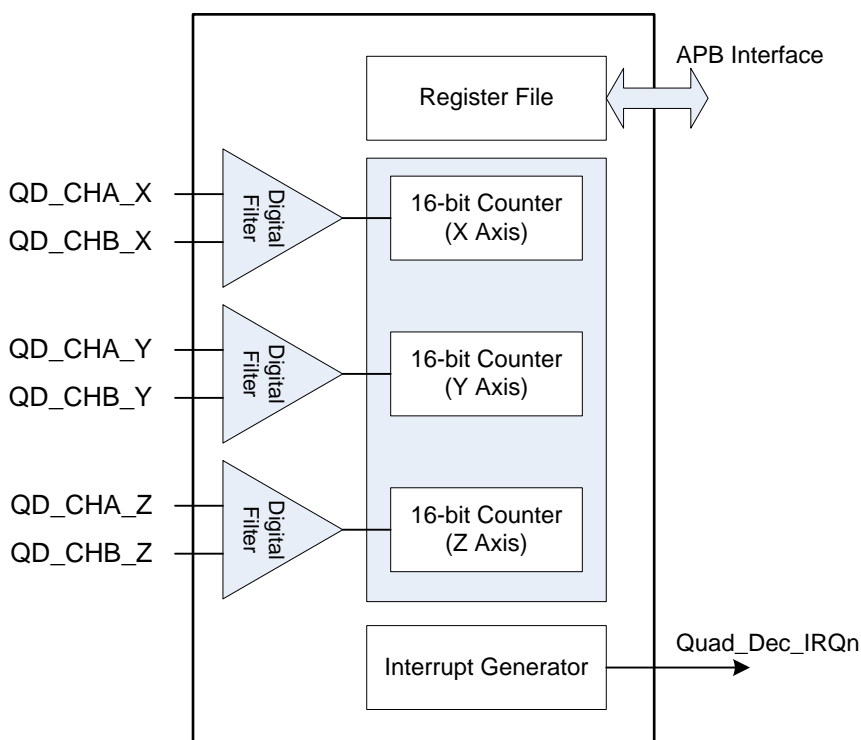 APB Interface
Register File
QD_CHA_X
QD_CHB_X
Digital
Filter
16-bit Counter
(X Axis)
QD_CHA_Y
QD_CHB_Y
Digital
Filter
16-bit Counter
(Y Axis)
QD_CHA_Z
QD_CHB_Z
Digital
Filter
16-bit Counter
(Z Axis)
Interrupt Generator
Quad_Dec_IRQn